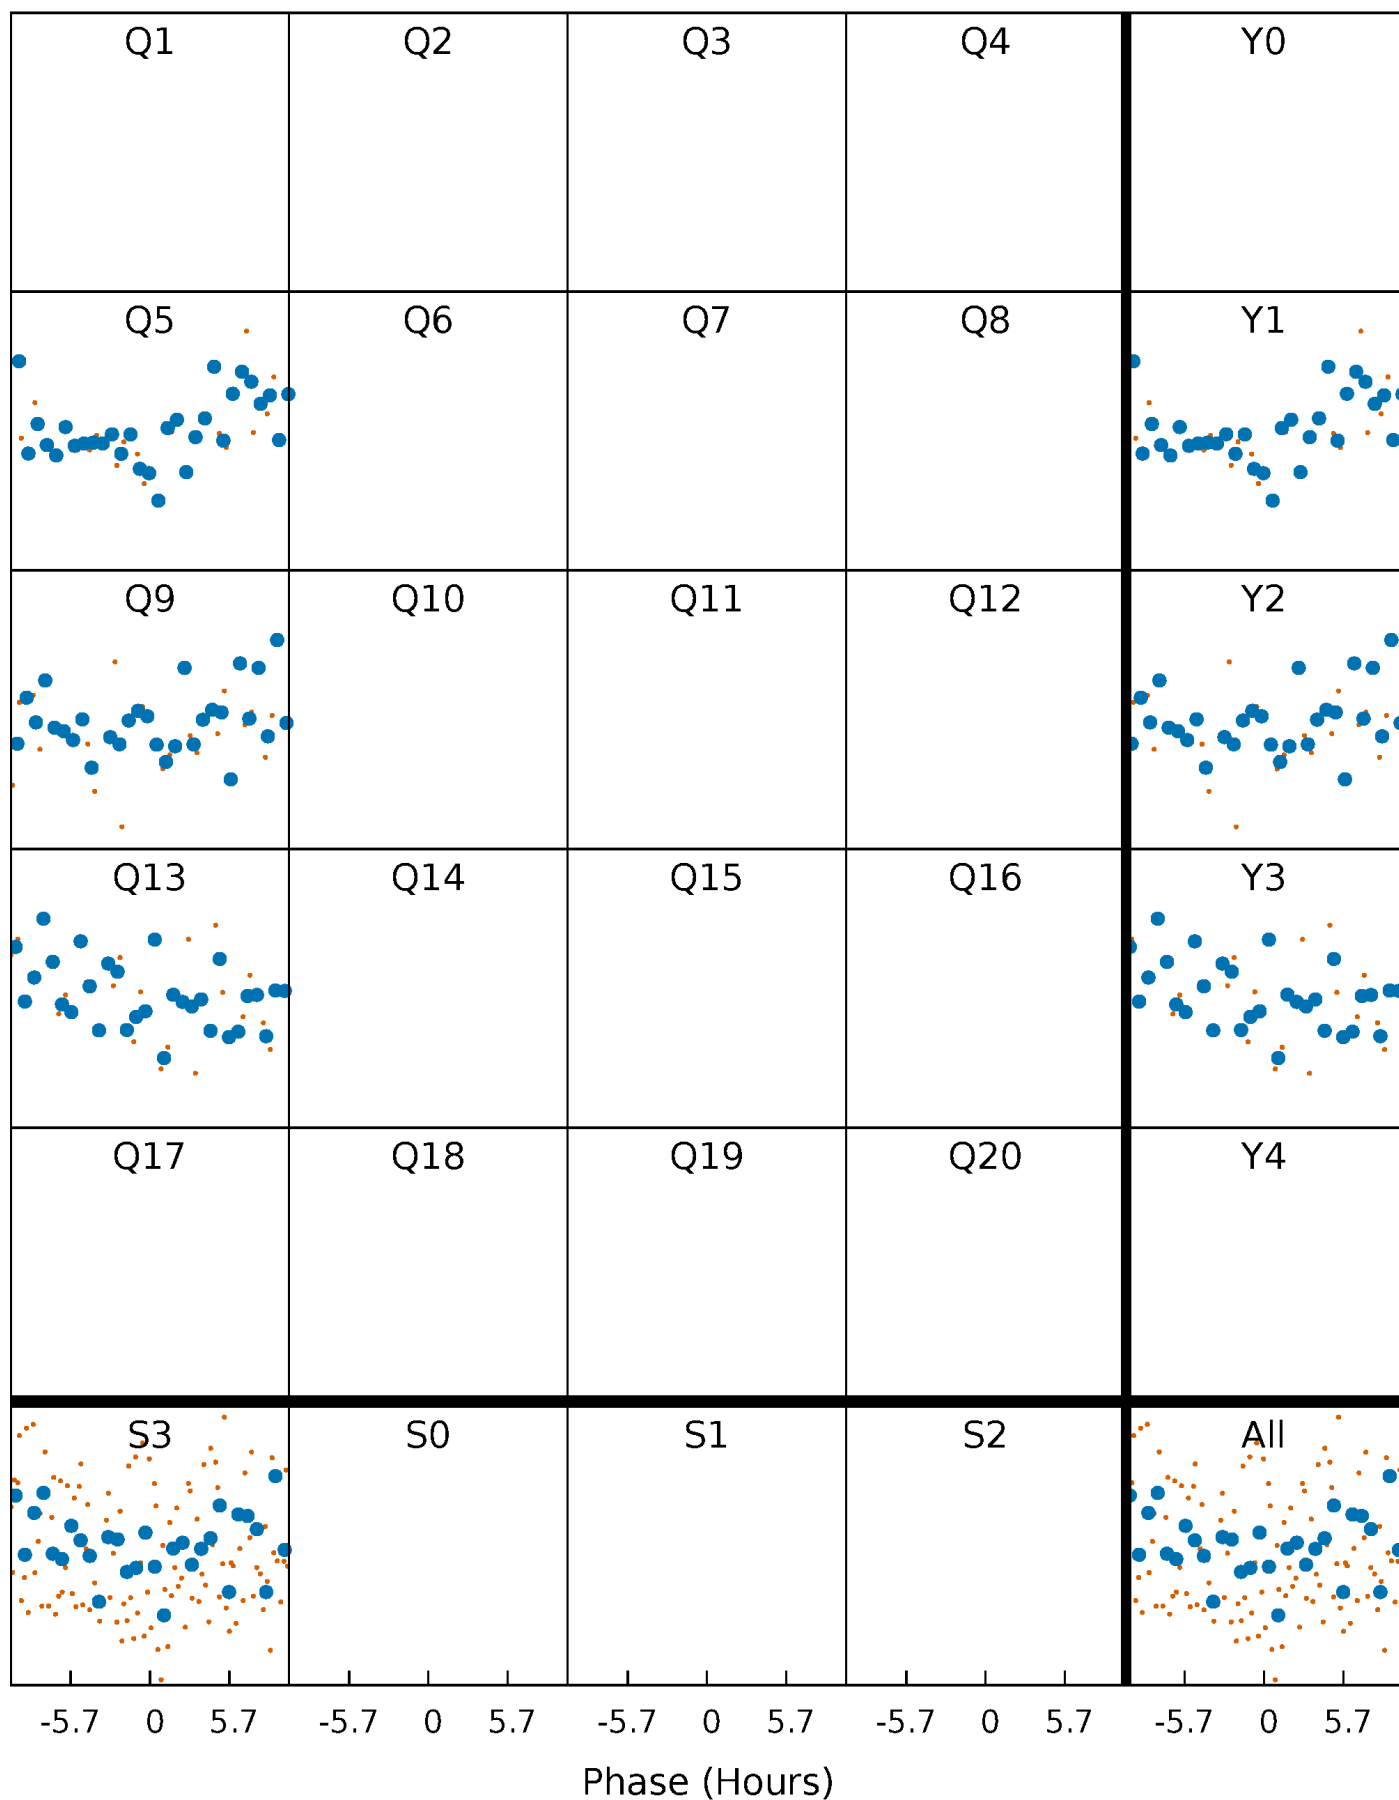 Q1 Q2 Q3 Q4 Y0
Q5 Q6 Q7 Q8 Y1
Q9 Q10 Q11 Q12 Y2
Q13 Q14 Q15 Q16 Y3
Q17 Q18 Q19 Q20 Y4
S3 S0 S1 S2 All
-5.7 0 5.7 -5.7 0 5.7 -5.7 0 5.7 -5.7 0 5.7 -5.7 0 5.7
Phase (Hours)